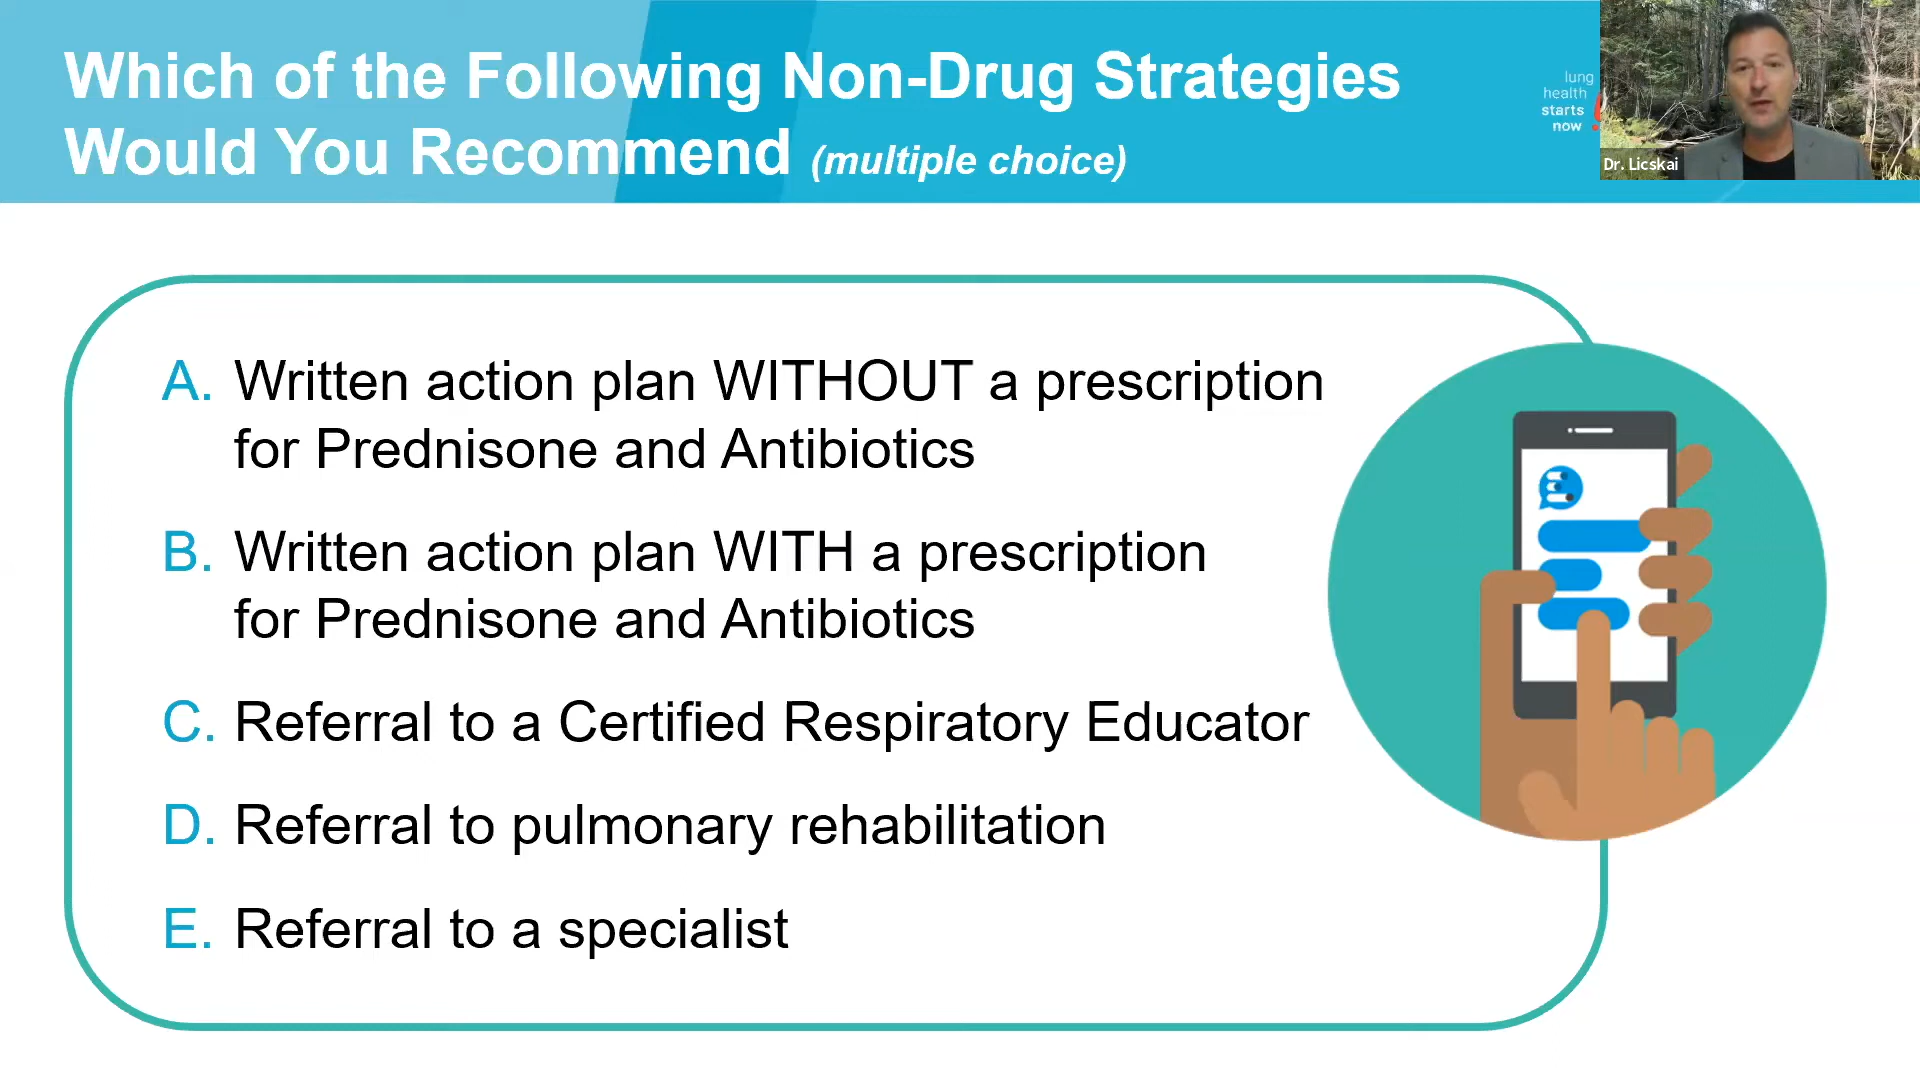 Which of the Following Non-Drug Strategies
Would You Recommend (multiple choice)
lung
health
starts
now
Dr. Licskai
A. Written action plan WITHOUT a prescription
for Prednisone and Antibiotics
B. Written action plan WITH a prescription
for Prednisone and Antibiotics
C. Referral to a Certified Respiratory Educator
D. Referral to pulmonary rehabilitation
E. Referral to a specialist